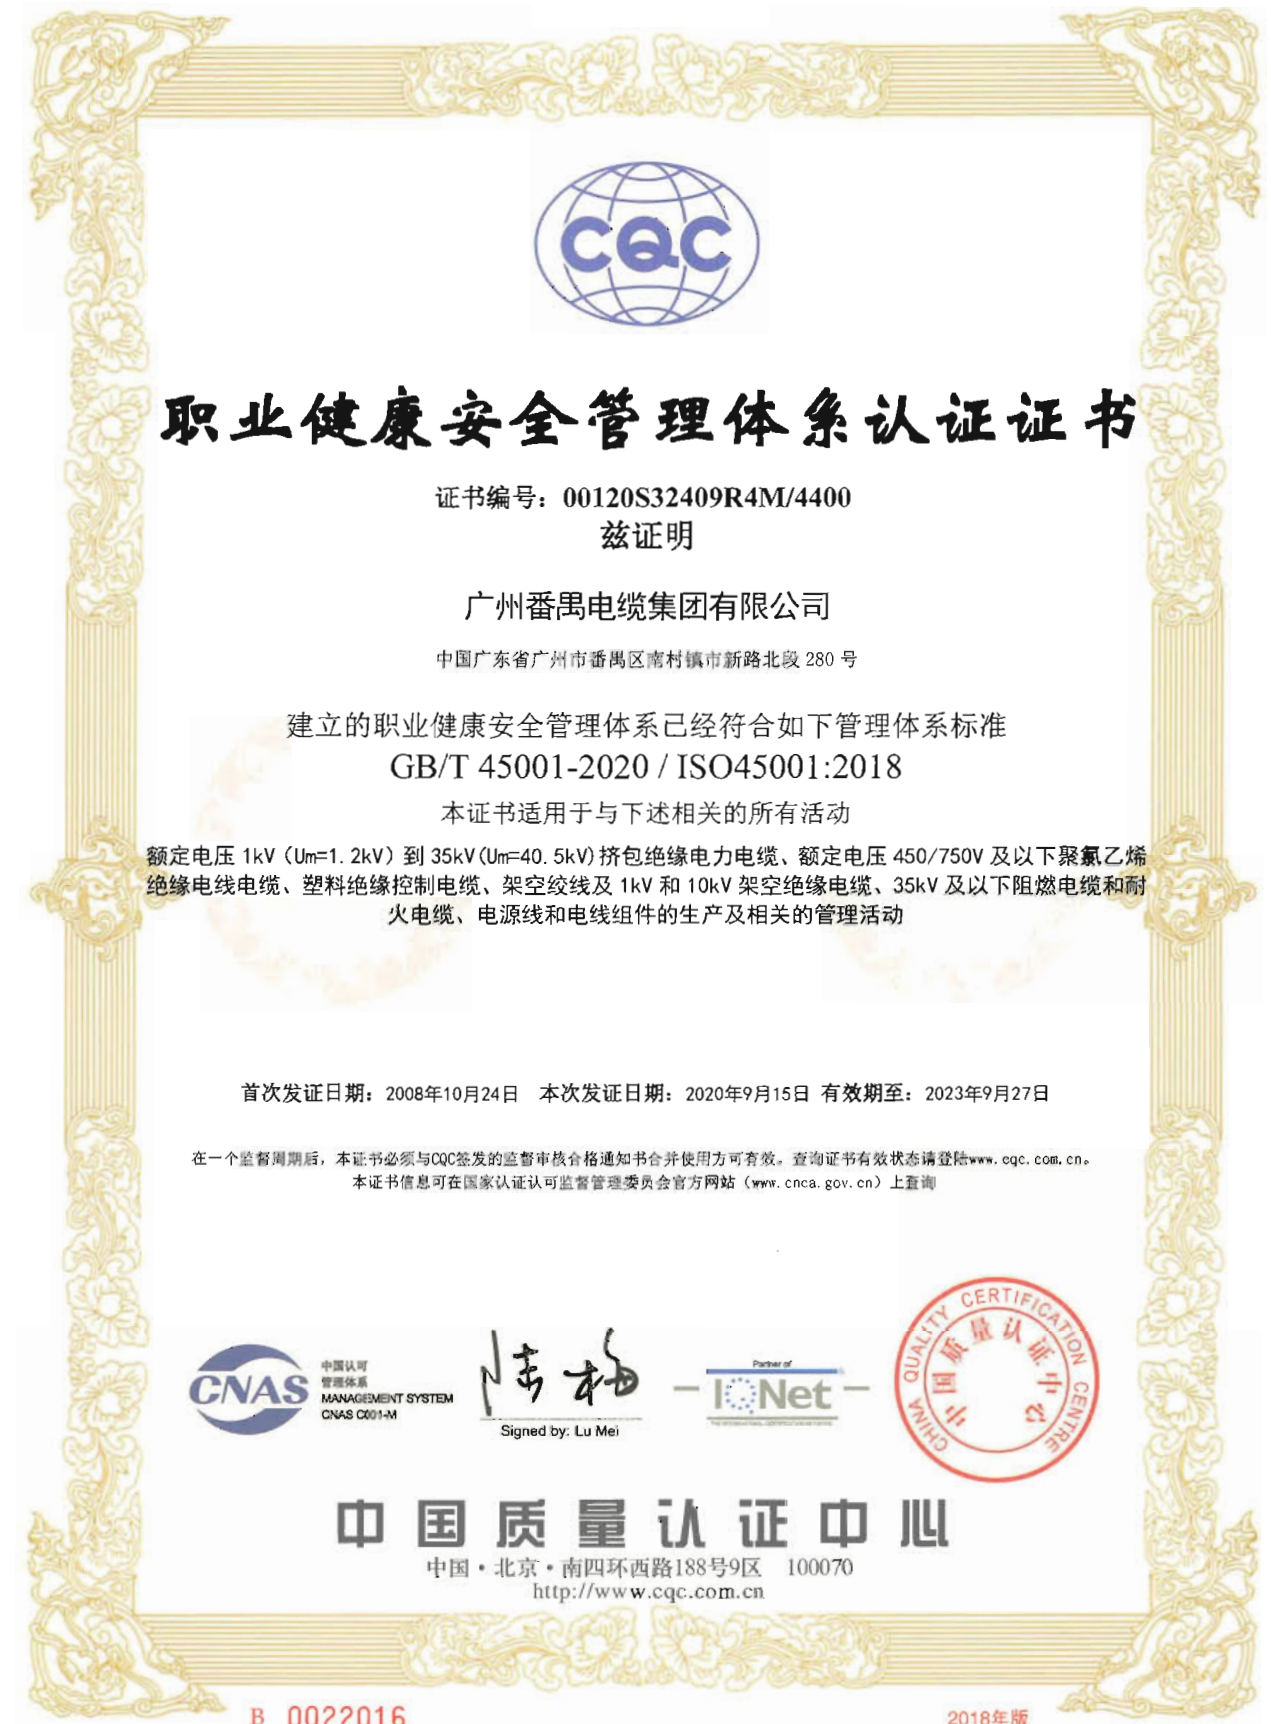 CQC
职业健康安全管理体系认证证书
证书编号：00120S32409R4M/4400
兹证明
广州番禺电缆集团有限公司
中国广东省广州市番禺区南村镇市新路北段 280 号
建立的职业健康安全管理体系已经符合如下管理体系标准
GB/T 45001-2020 / ISO45001:2018
本证书适用于与下述相关的所有活动
额定电压 1kV（Um=1.2kV）到 35kV(Um=40.5kV)挤包绝缘电力电缆、额定电压 450/750V 及以下聚氯乙烯
绝缘电线电缆、塑料绝缘控制电缆、架空绞线及 1kV 和 10kV 架空绝缘电缆、35kV 及以下阻燃电缆和耐
火电缆、电源线和电线组件的生产及相关的管理活动
首次发证日期：2008年10月24日 本次发证日期：2020年9月15日 有效期至：2023年9月27日
在一个监督周期后，本证书必须与CQC签发的监督审核合格通知书合并使用方可有效。查询证书有效状态请登陆www.cqc.com.cn。
本证书信息可在国家认证认可监督管理委员会官方网站（www.cnca.gov.cn）上查询
CNAS
中国认可
管理体系
MANAGEMENT SYSTEM
CNAS C001-M
陆梅
Signed by: Lu Mei
Partner of
IQNet
THE INTERNATIONAL CERTIFICATION NETWORK
CHINA QUALITY CERTIFICATION CENTRE
中国质量认证中心
中国质量认证中心
中国·北京·南四环西路188号9区 100070
http://www.cqc.com.cn
B 0022016
2018年版